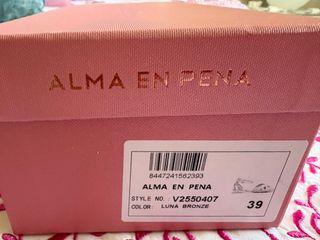 ALMA EN PENA
8447241562393
ALMA EN PENA
STYLE NO.: V2550407
COLOR: LUNA BRONZE
39